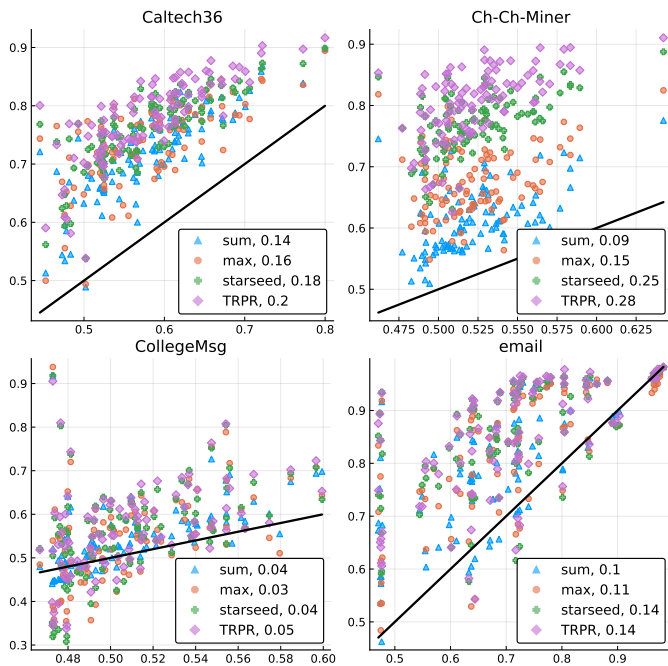 Caltech36
0.9
0.8
0.7
0.6
0.5
0.5 0.6 0.7 0.8
sum, 0.14
max, 0.16
starseed, 0.18
TRPR, 0.2
Ch-Ch-Miner
0.9
0.8
0.7
0.6
0.5
0.475 0.500 0.525 0.550 0.575 0.600 0.625
sum, 0.09
max, 0.15
starseed, 0.25
TRPR, 0.28
CollegeMsg
0.9
0.8
0.7
0.6
0.5
0.4
0.3
0.48 0.50 0.52 0.54 0.56 0.58 0.60
sum, 0.04
max, 0.03
starseed, 0.04
TRPR, 0.05
email
0.9
0.8
0.7
0.6
0.5
0.5 0.6 0.7 0.8 0.9
sum, 0.1
max, 0.11
starseed, 0.14
TRPR, 0.14